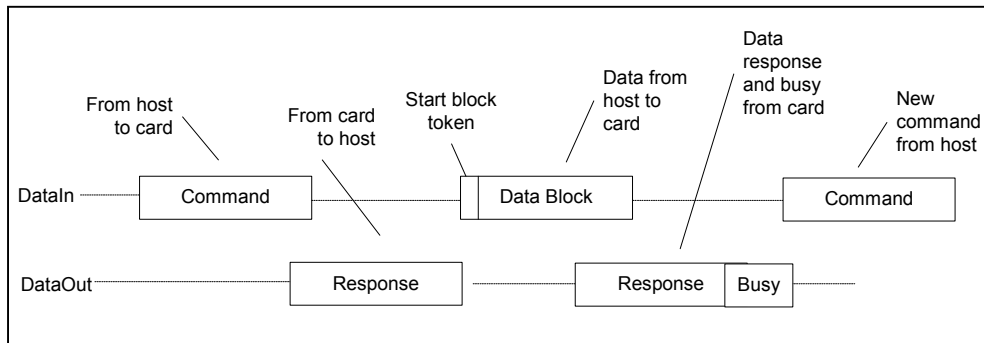 From host
to card
From card
to host
Start block
token
Data from
host to
card
Data
response
and busy
from card
New
command
from host
DataIn
Command
Data Block
Command
DataOut
Response
Response
Busy